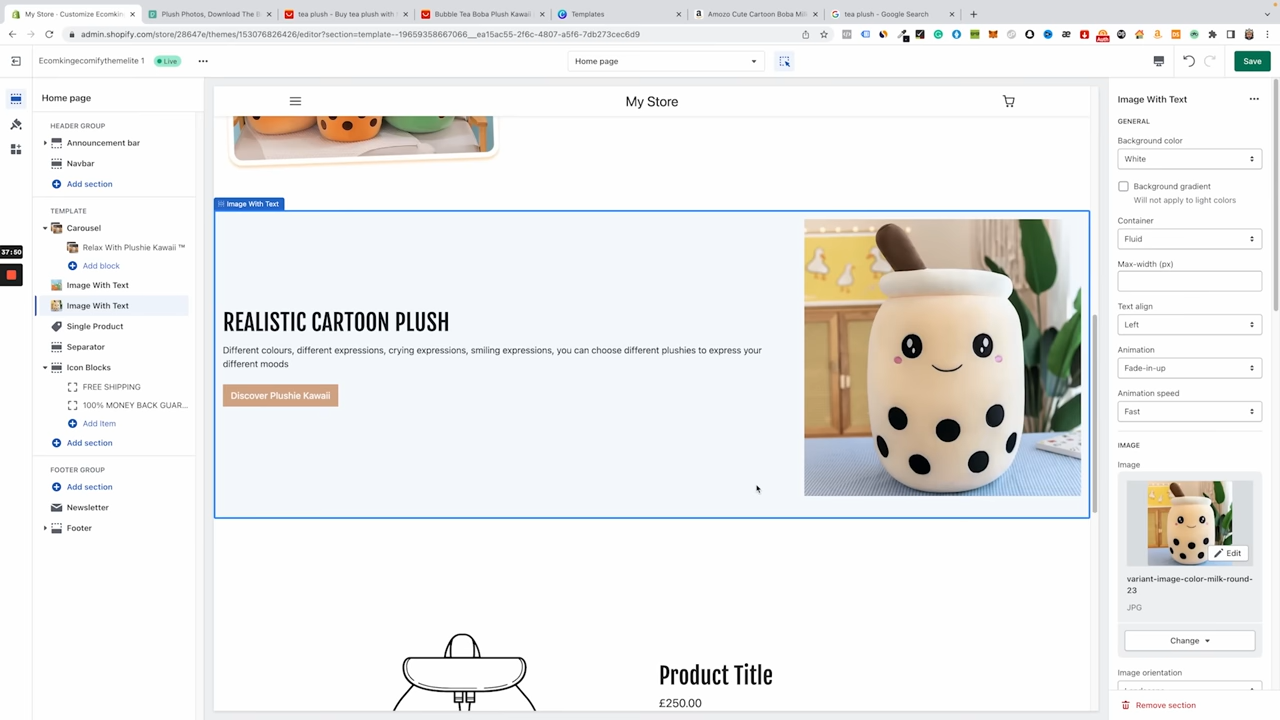 My Store - Customize Ecomkin
Plush Photos, Download The B
tea plush - Buy tea plush with
Bubble Tea Boba Plush Kawaii
Templates
Amozo Cute Cartoon Boba Mil
tea plush - Google Search
admin.shopify.com/store/28647e/themes/153076826426/editor?section=template--19659358667066__ea15ac55-2f6c-4807-a5f6-7db273cec6d9
Ecomkingecomifythemelite 1
Live
Home page
Save
Home page
HEADER GROUP
Announcement bar
Navbar
Add section
TEMPLATE
Carousel
Relax With Plushie Kawaii ™
Add block
Image With Text
Image With Text
Single Product
Separator
Icon Blocks
FREE SHIPPING
100% MONEY BACK GUAR...
Add Item
Add section
FOOTER GROUP
Add section
Newsletter
Footer
37:50
My Store
Image With Text
REALISTIC CARTOON PLUSH
Different colours, different expressions, crying expressions, smiling expressions, you can choose different plushies to express your
different moods
Discover Plushie Kawaii
Product Title
£250.00
Image With Text
GENERAL
Background color
White
Background gradient
Will not apply to light colors
Container
Fluid
Max-width (px)
Text align
Left
Animation
Fade-in-up
Animation speed
Fast
IMAGE
Image
Edit
variant-image-color-milk-round-
23
JPG
Change
Image orientation
Remove section